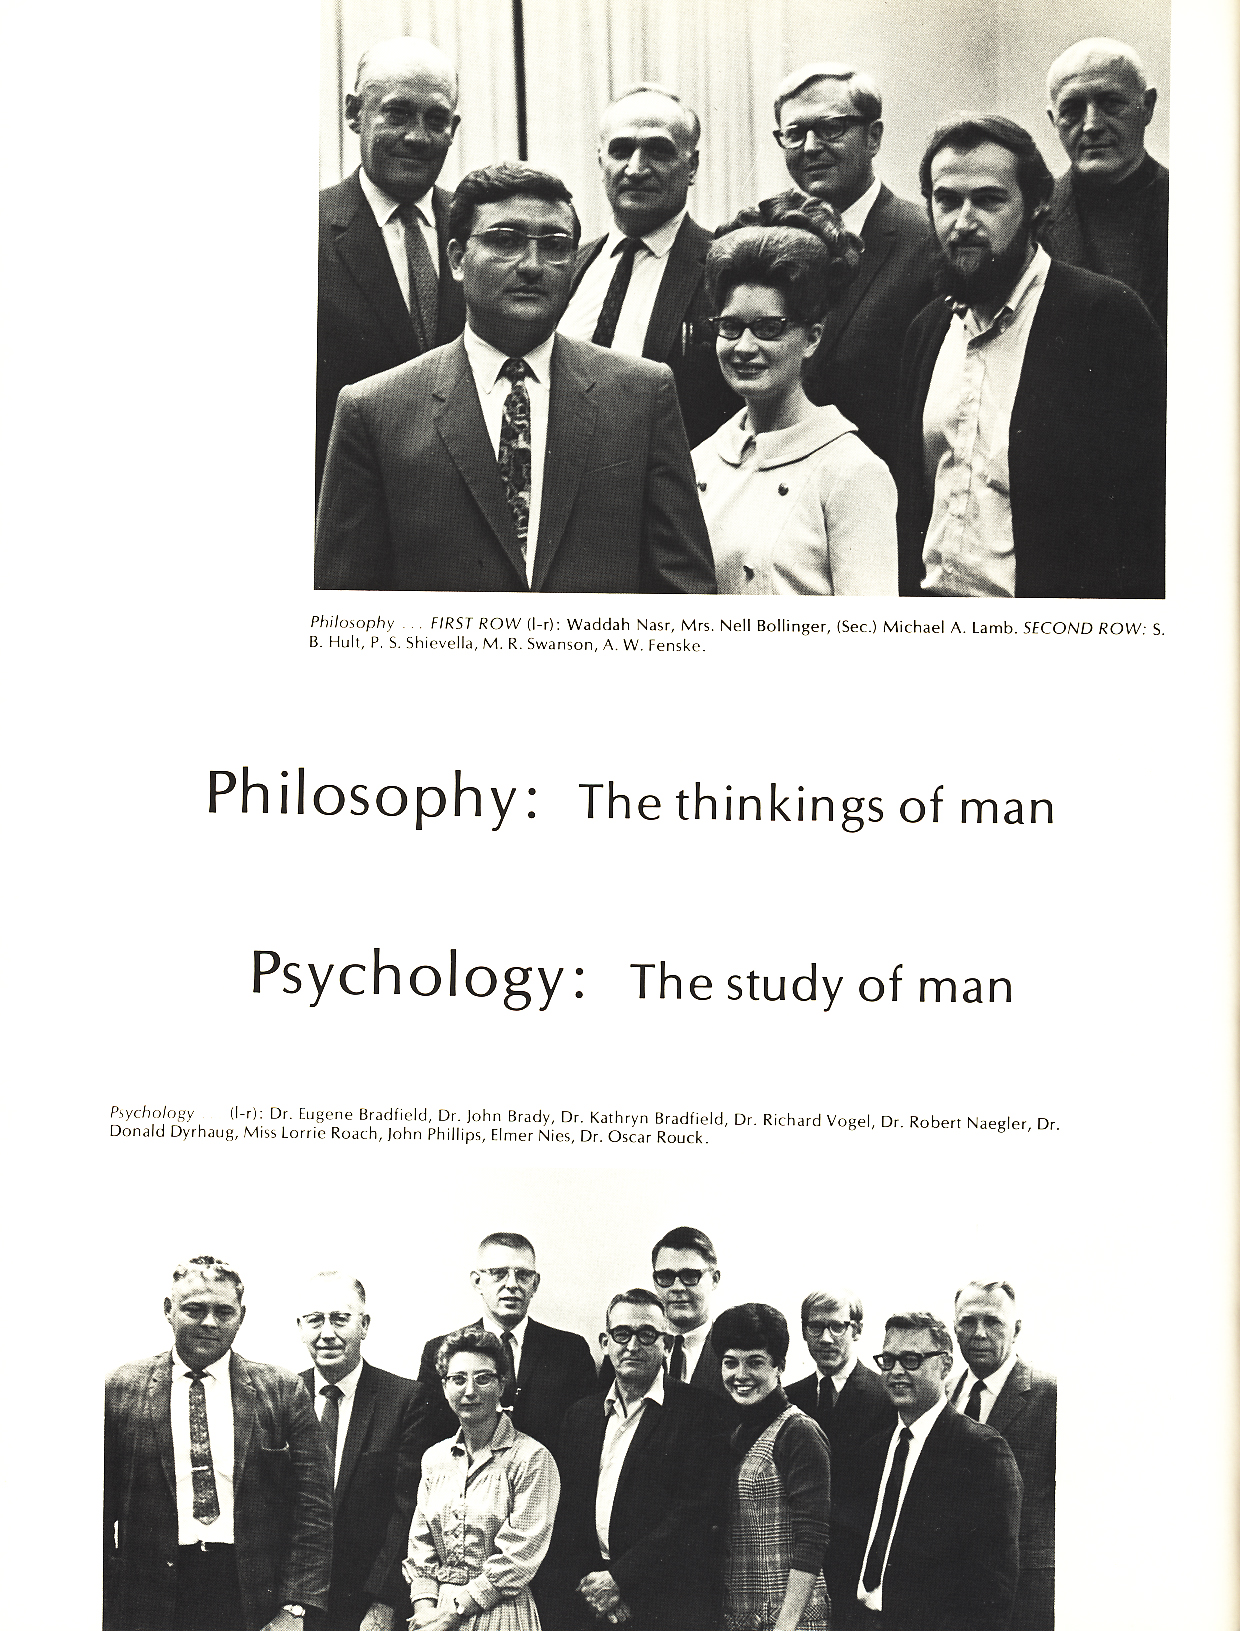 Philosophy ... FIRST ROW (l-r): Waddah Nasr, Mrs. Nell Bollinger, (Sec.) Michael A. Lamb. SECOND ROW: S.
B. Hult, P. S. Shievella, M. R. Swanson, A. W. Fenske.
Philosophy: The thinkings of man
Psychology: The study of man
Psychology (l-r): Dr. Eugene Bradfield, Dr. John Brady, Dr. Kathryn Bradfield, Dr. Richard Vogel, Dr. Robert Naegler, Dr.
Donald Dyrhaug, Miss Lorrie Roach, John Phillips, Elmer Nies, Dr. Oscar Rouck.